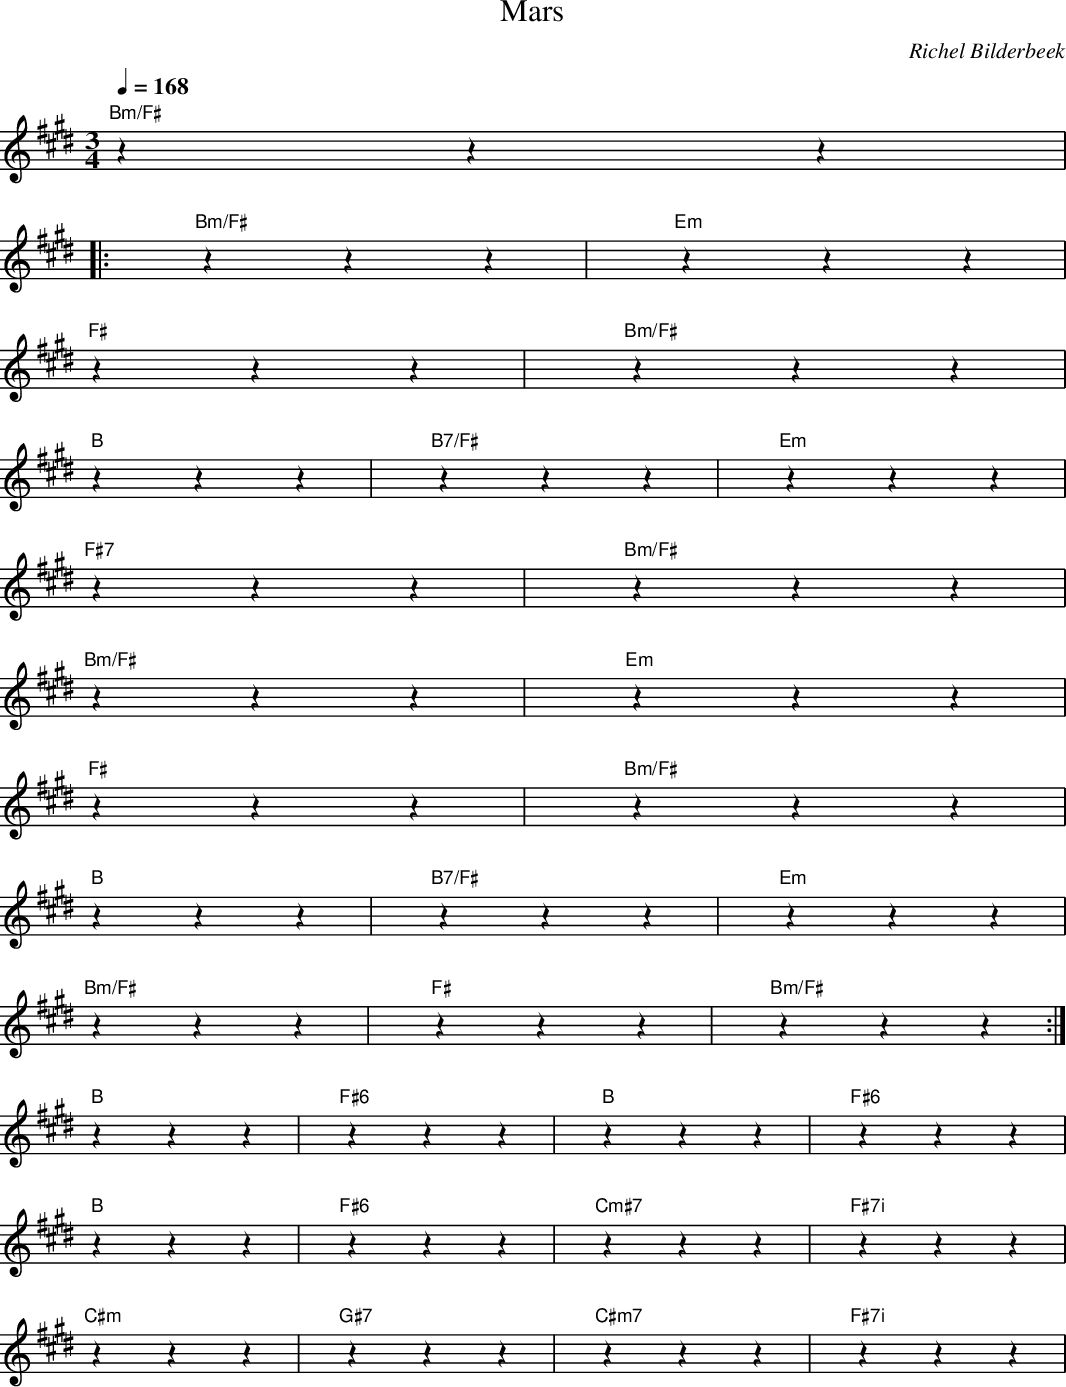 Mars
Richel Bilderbeek
♩ = 168
Bm/F♯
3
4
Bm/F♯ Em
F♯ Bm/F♯
B B7/F♯ Em
F♯7 Bm/F♯
Bm/F♯ Em
F♯ Bm/F♯
B B7/F♯ Em
Bm/F♯ F♯ Bm/F♯
B F♯6 B F♯6
B F♯6 Cm♯7 F♯7i
C♯m G♯7 C♯m7 F♯7i